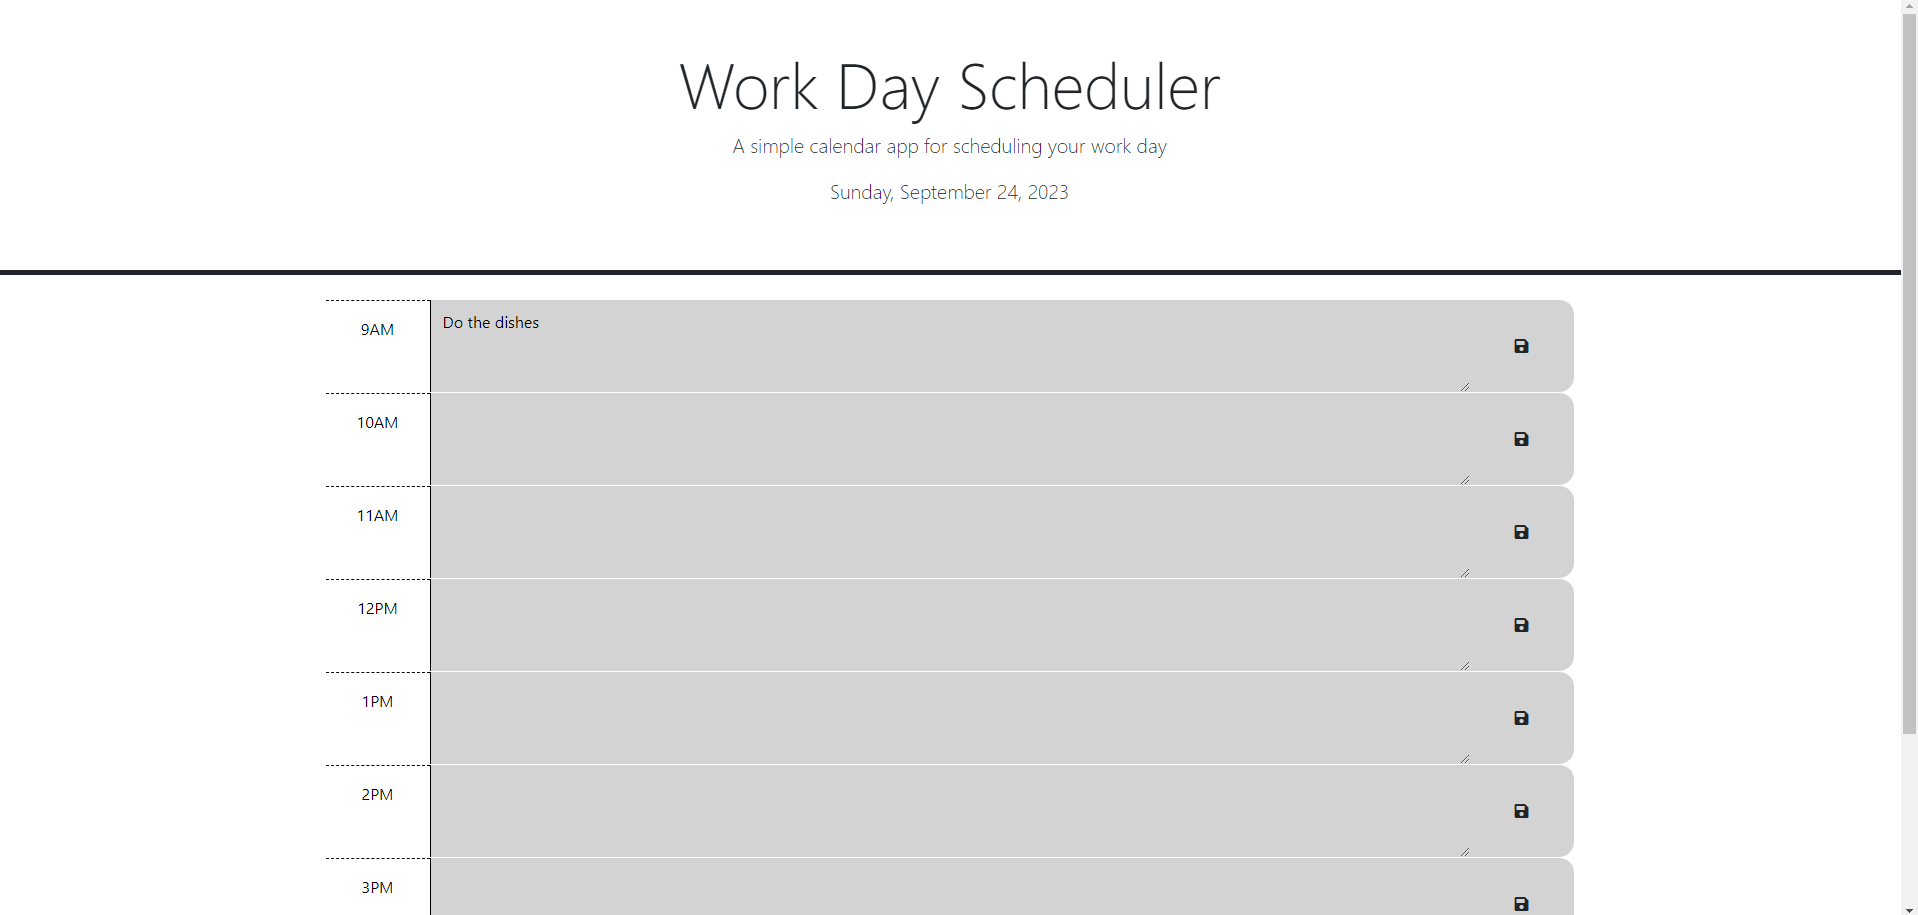 Work Day Scheduler
A simple calendar app for scheduling your work day
Sunday, September 24, 2023
9AM
Do the dishes
10AM
11AM
12PM
1PM
2PM
3PM